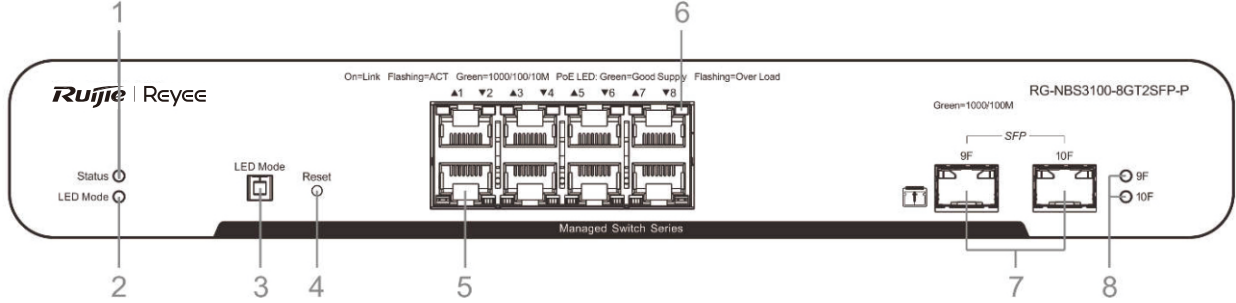 1 6
On=Link Flashing=ACT Green=1000/100/10M PoE LED: Green=Good Supply Flashing=Over Load
Ruijie | Reyee
▲1 ▼2 ▲3 ▼4 ▲5 ▼6 ▲7 ▼8
RG-NBS3100-8GT2SFP-P
Green=1000/100M
SFP
9F 10F
LED Mode
Status
Reset
9F
LED Mode
10F
Managed Switch Series
2 3 4 5 7 8